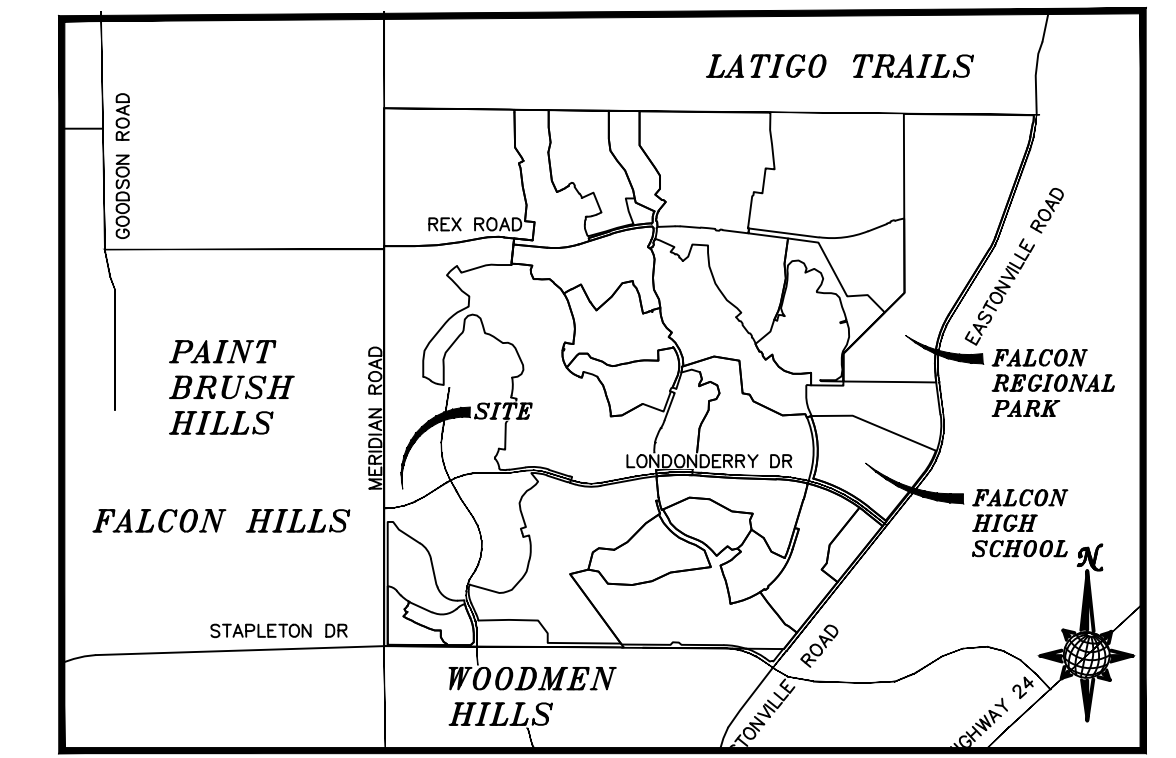 LATIGO TRAILS
GOODSON ROAD
REX ROAD
EASTONVILLE ROAD
PAINT
BRUSH
HILLS
MERIDIAN ROAD
SITE
FALCON
REGIONAL
PARK
LONDONDERRY DR
FALCON HILLS
FALCON
HIGH
SCHOOL
N
STAPLETON DR
WOODMEN
HILLS
STONVILLE ROAD
IGHWAY 24